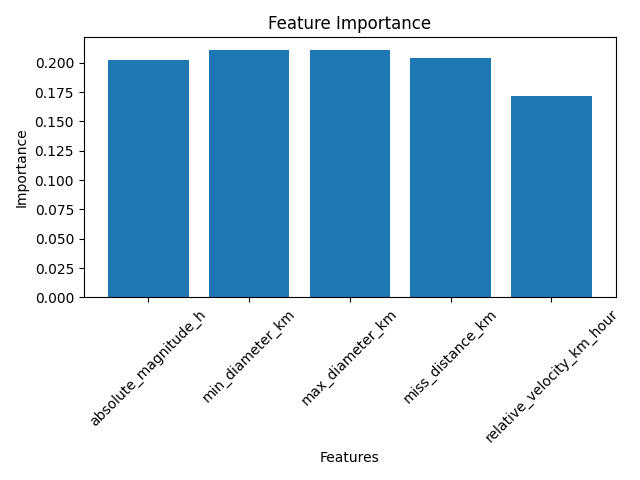 Feature Importance
Importance
0.200
0.175
0.150
0.125
0.100
0.075
0.050
0.025
0.000
absolute_magnitude_h
min_diameter_km
max_diameter_km
miss_distance_km
relative_velocity_km_hour
Features